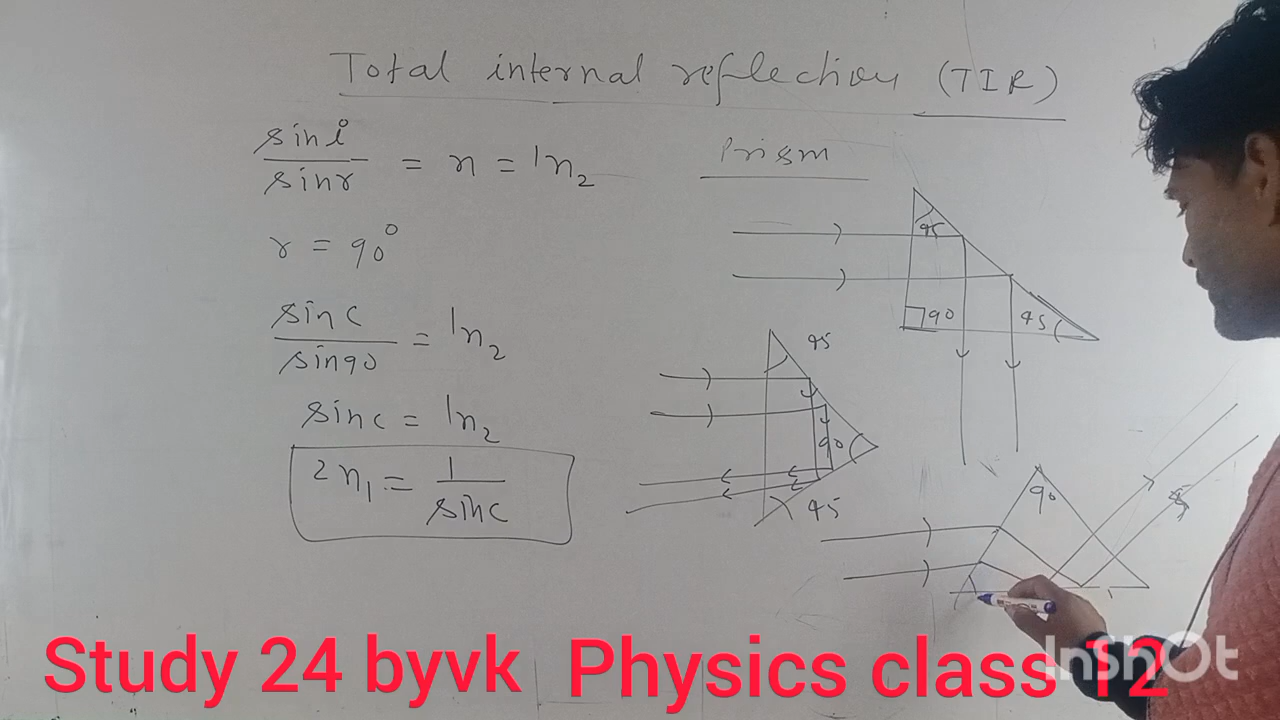 Total internal reflection (TIR)
sin i / sin r = n = ¹n₂
r = 90°
sin c / sin 90 = ¹n₂
sin c = ¹n₂
²n₁ = 1 / sin c
Prism
45
90
45
45
90
45
90
Study 24 byvk Physics class 12
InShOt